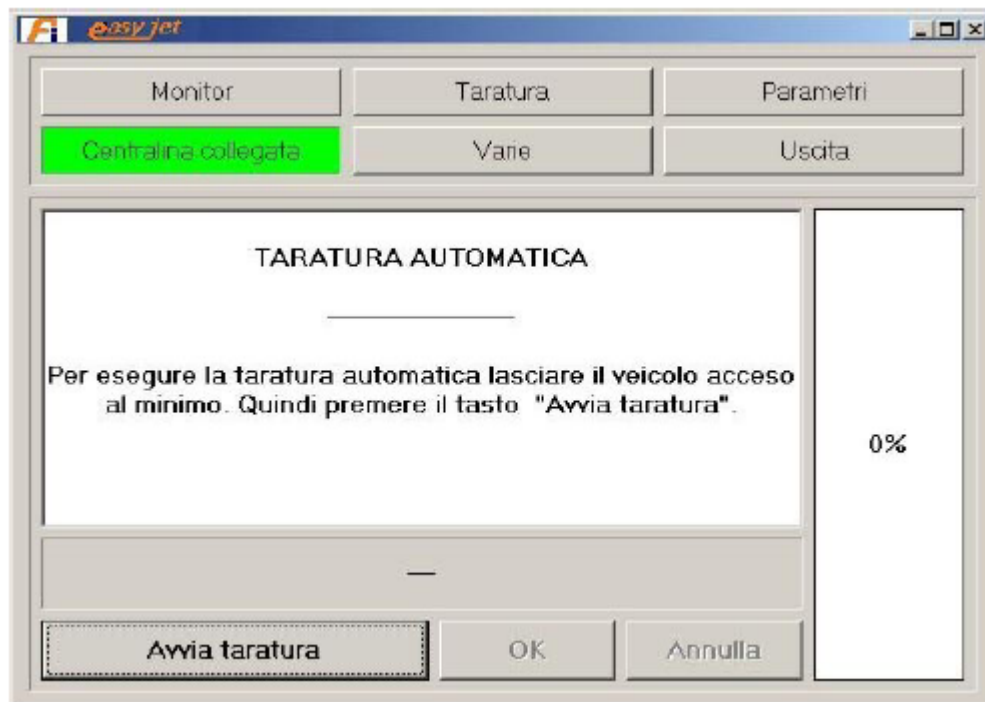 Fi easy jet
Monitor Taratura Parametri
Centralina collegata Varie Uscita
TARATURA AUTOMATICA
Per esegure la taratura automatica lasciare il veicolo acceso
al minimo. Quindi premere il tasto "Avvia taratura".
0%
Avvia taratura OK Annulla